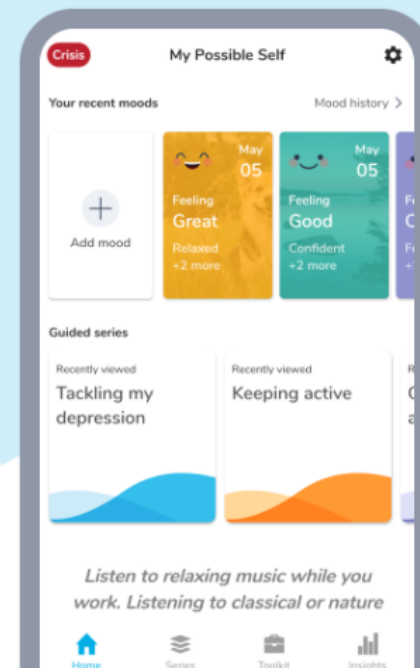 Crisis
My Possible Self
Your recent moods
Mood history >
Add mood
May
05
Feeling
Great
Relaxed
+2 more
May
05
Feeling
Good
Confident
+2 more
Guided series
Recently viewed
Tackling my
depression
Recently viewed
Keeping active
Listen to relaxing music while you
work. Listening to classical or nature
Home
Series
Toolkit
Insights